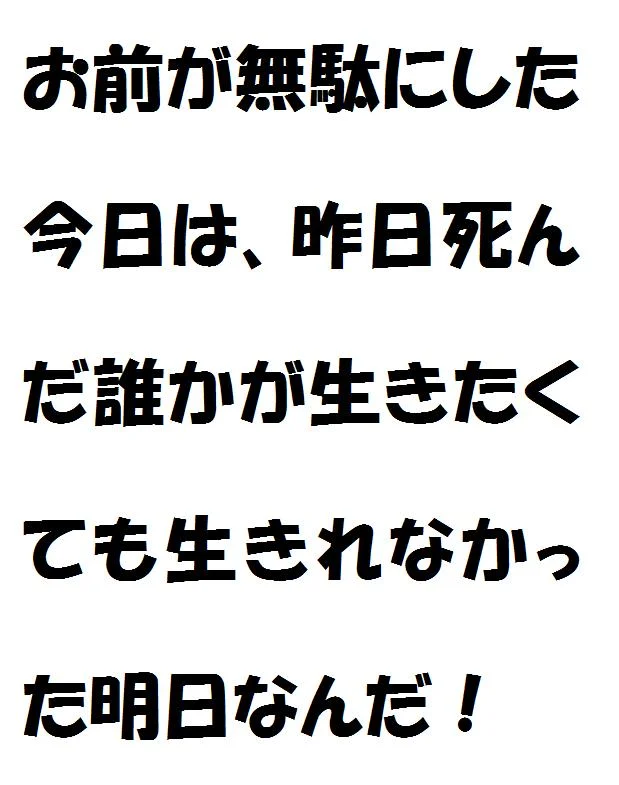 お前が無駄にした
今日は、昨日死ん
だ誰かが生きたく
ても生きれなかっ
た明日なんだ！